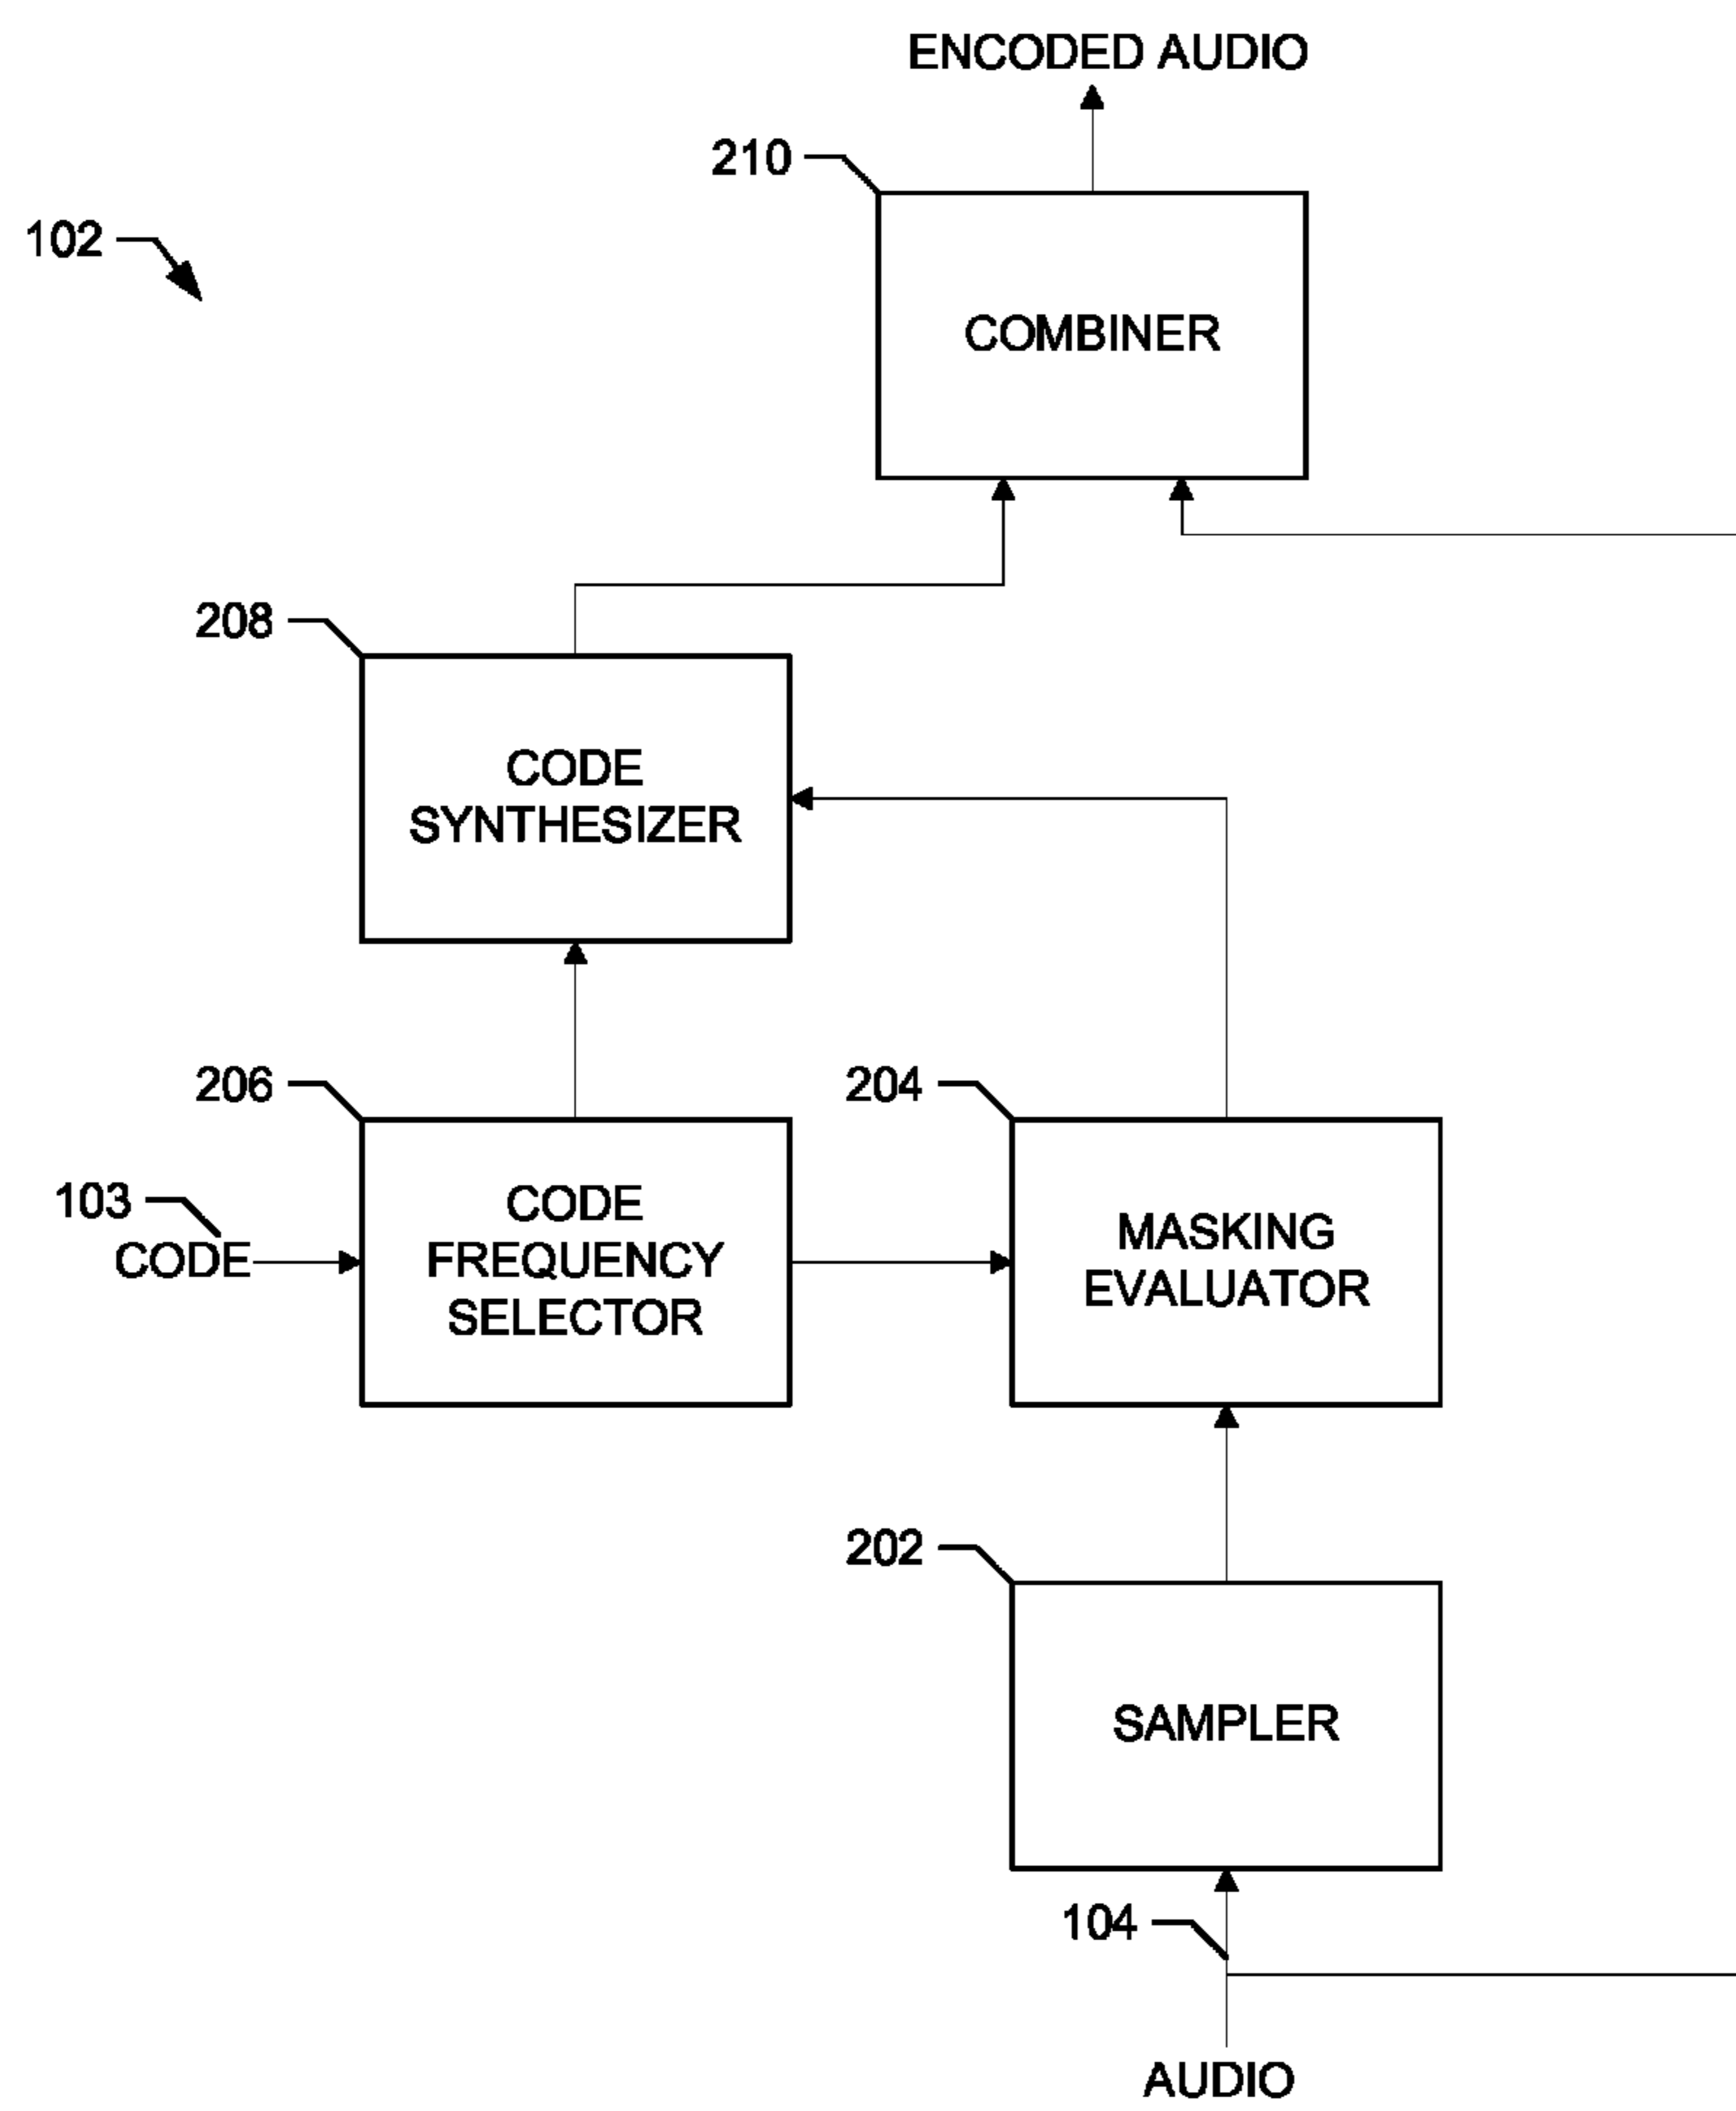 ENCODED AUDIO
210
102
COMBINER
208
CODE
SYNTHESIZER
206
204
103
CODE
CODE
FREQUENCY
SELECTOR
MASKING
EVALUATOR
202
SAMPLER
104
AUDIO